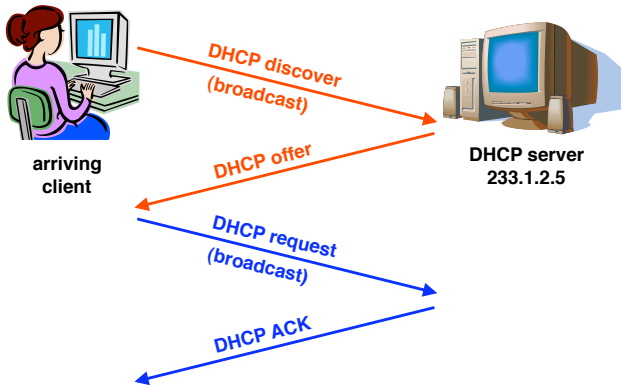 DHCP discover
(broadcast)
arriving
client
DHCP server
233.1.2.5
DHCP offer
DHCP request
(broadcast)
DHCP ACK